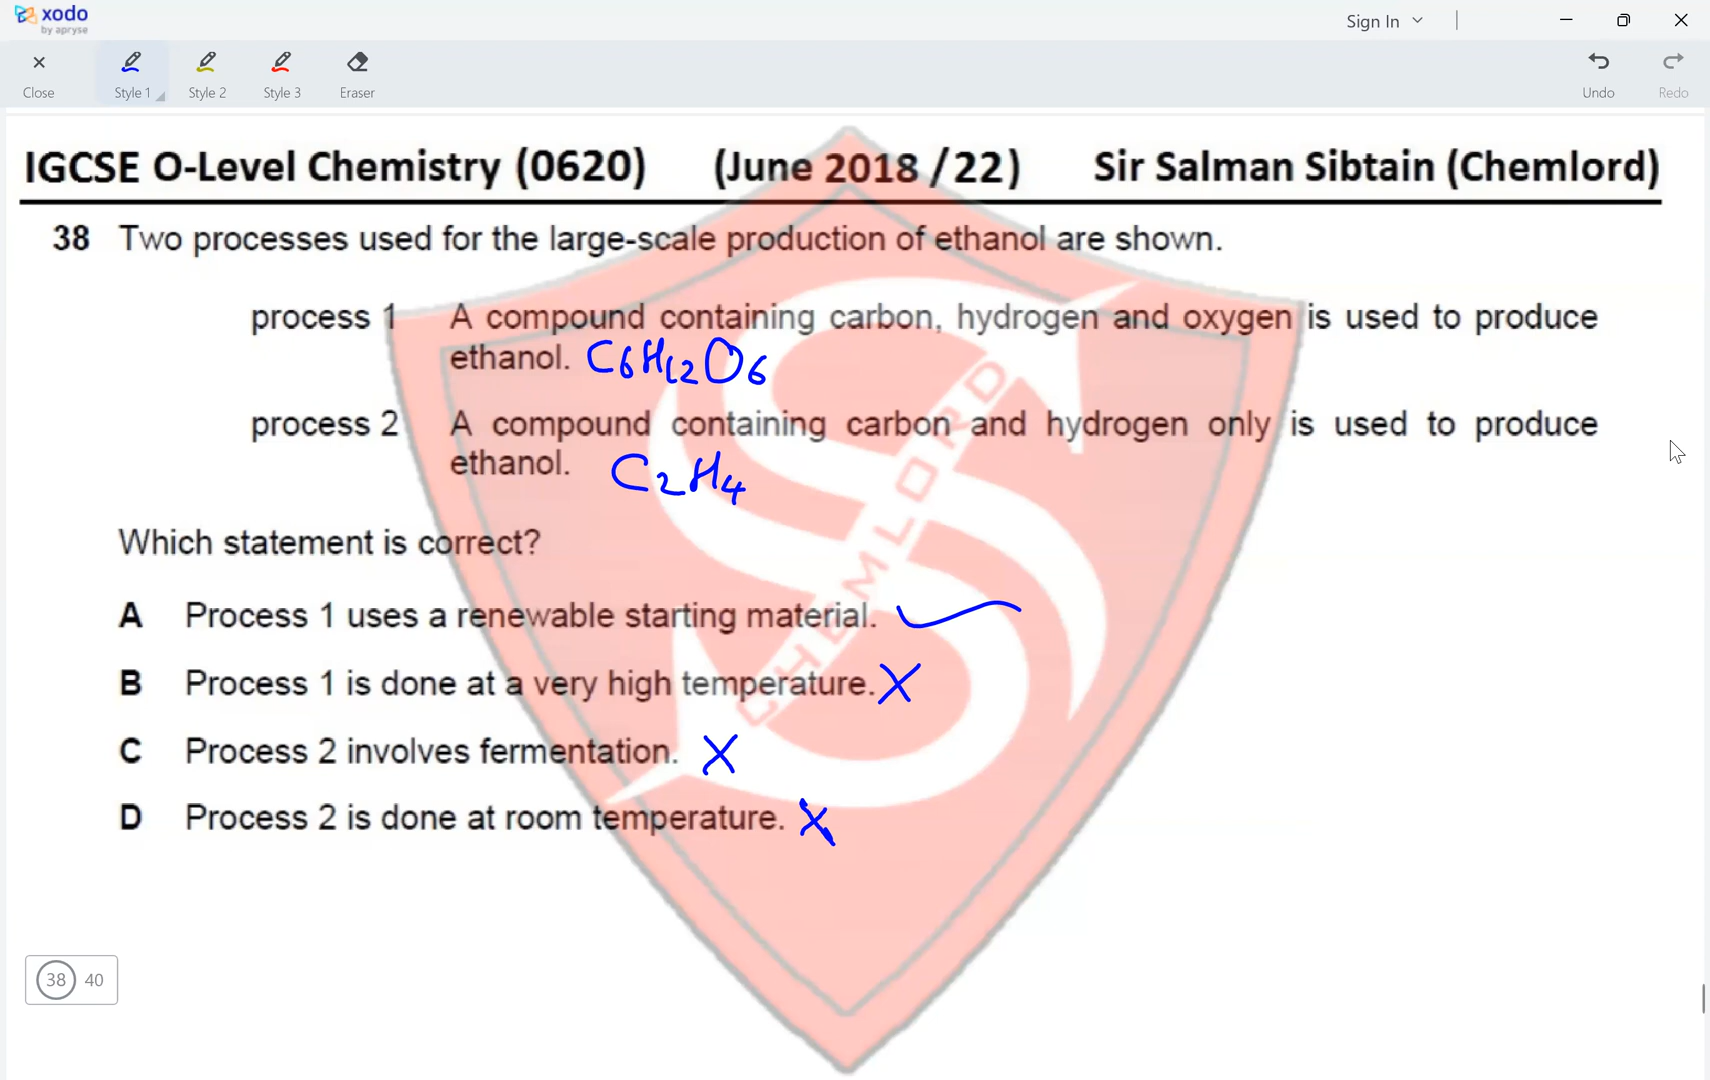 xodo
by apryse
Sign In
Close
Style 1
Style 2
Style 3
Eraser
Undo
Redo
IGCSE O-Level Chemistry (0620) (June 2018 /22) Sir Salman Sibtain (Chemlord)
38 Two processes used for the large-scale production of ethanol are shown.
process 1 A compound containing carbon, hydrogen and oxygen is used to produce
ethanol. C6H12O6
process 2 A compound containing carbon and hydrogen only is used to produce
ethanol. C2H4
Which statement is correct?
A Process 1 uses a renewable starting material.
B Process 1 is done at a very high temperature. X
C Process 2 involves fermentation. X
D Process 2 is done at room temperature. X
CHEMLORD
38 40